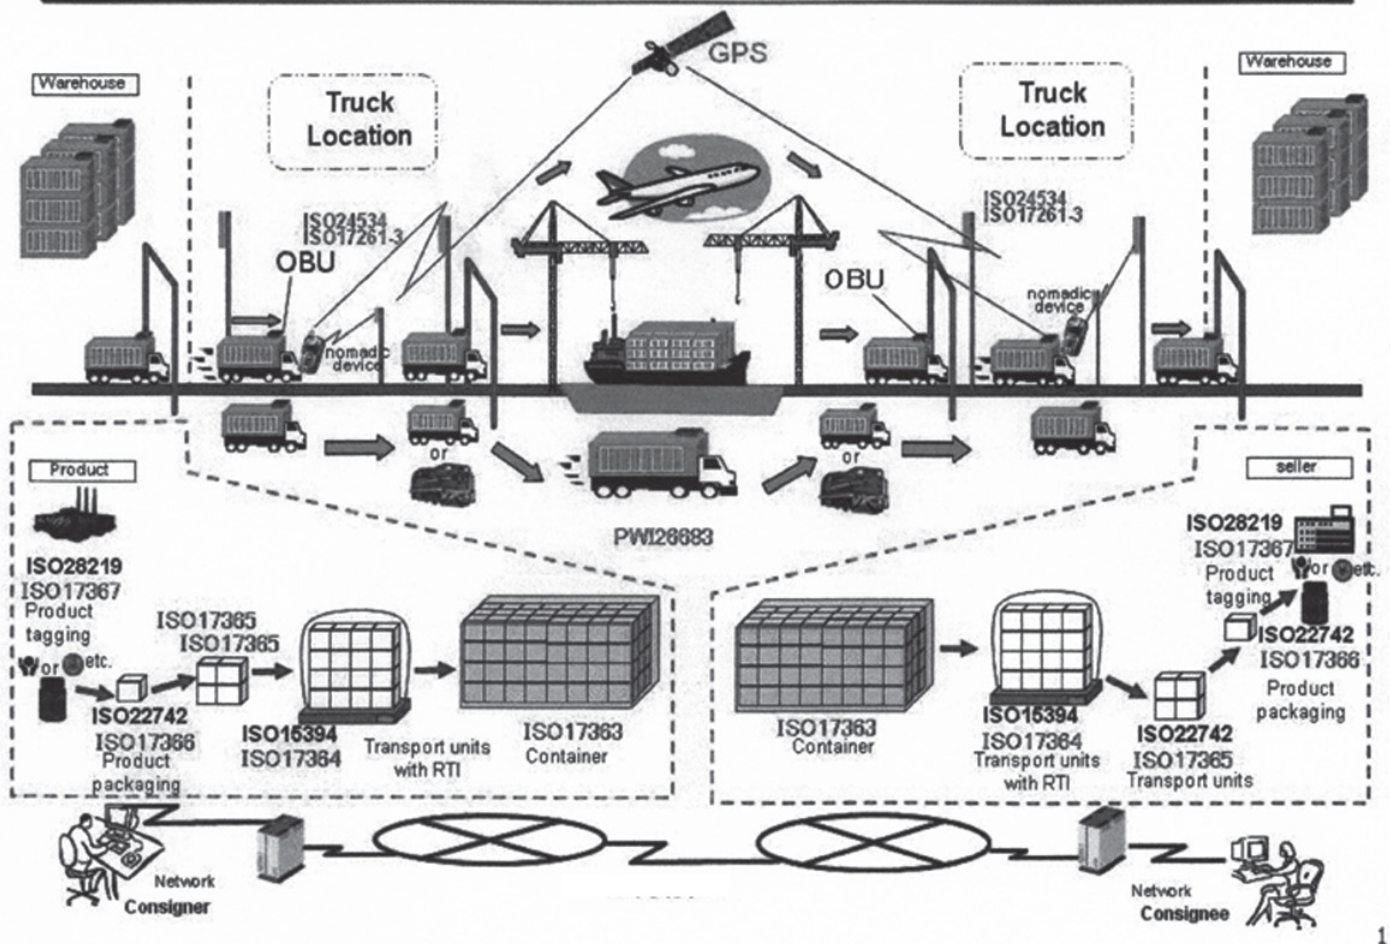 GPS
Warehouse
Truck
Location
Truck
Location
Warehouse
ISO24534
ISO17261-3
OBU
nomadic
device
ISO24534
ISO17261-3
OBU
nomadic
device
or
or
PWI26683
Product
ISO28219
ISO17367
Product
tagging
or
etc.
ISO22742
ISO17366
Product
packaging
ISO17365
ISO17365
ISO15394
ISO17364
Transport units
with RTI
ISO17363
Container
ISO17363
Container
ISO15394
ISO17364
Transport units
with RTI
ISO22742
ISO17365
Transport units
seller
ISO28219
ISO17367
Product
tagging
or
etc.
ISO22742
ISO17366
Product
packaging
Network
Consigner
Network
Consignee
1